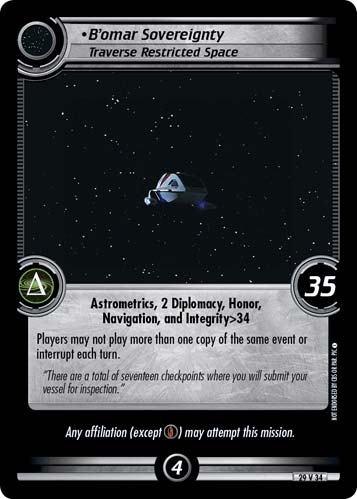 •B'omar Sovereignty
Traverse Restricted Space
Δ
35
Astrometrics, 2 Diplomacy, Honor,
Navigation, and Integrity>34
Players may not play more than one copy of the same event or
interrupt each turn.
"There are a total of seventeen checkpoints where you will submit your
vessel for inspection."
Any affiliation (except ) may attempt this mission.
4
29 V 34